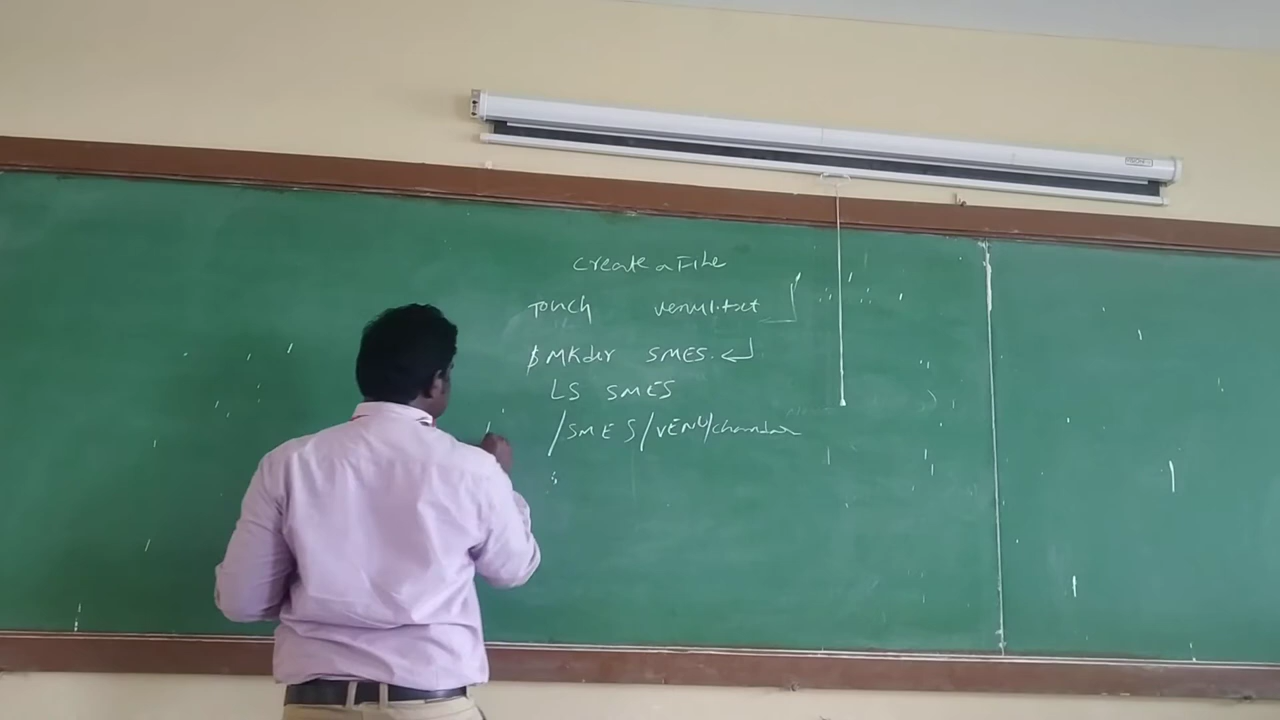 create a File
Touch venu1.txt
$ MKdir SMES.
LS SMES
/SMES/VENU/chandan